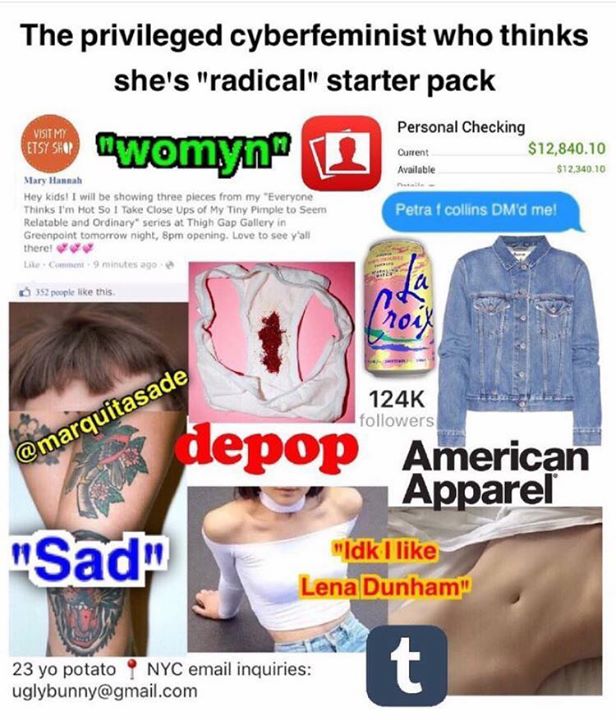 The privileged cyberfeminist who thinks
she's "radical" starter pack
VISIT MY
ETSY SHOP
"womyn"
Personal Checking
Current $12,840.10
Available $12,340.10
Details
Mary Hannah
Hey kids! I will be showing three pieces from my "Everyone
Thinks I'm Hot So I Take Close Ups of My Tiny Pimple to Seem
Relatable and Ordinary" series at Thigh Gap Gallery in
Greenpoint tomorrow night, 8pm opening. Love to see y'all
there! 💕💕💕
Like · Comment · 9 minutes ago ·
352 people like this.
Petra f collins DM'd me!
La
Croix
124K
followers
@marquitasade
depop
American
Apparel
"Sad"
"Idk I like
Lena Dunham"
t
23 yo potato 📍 NYC email inquiries:
uglybunny@gmail.com